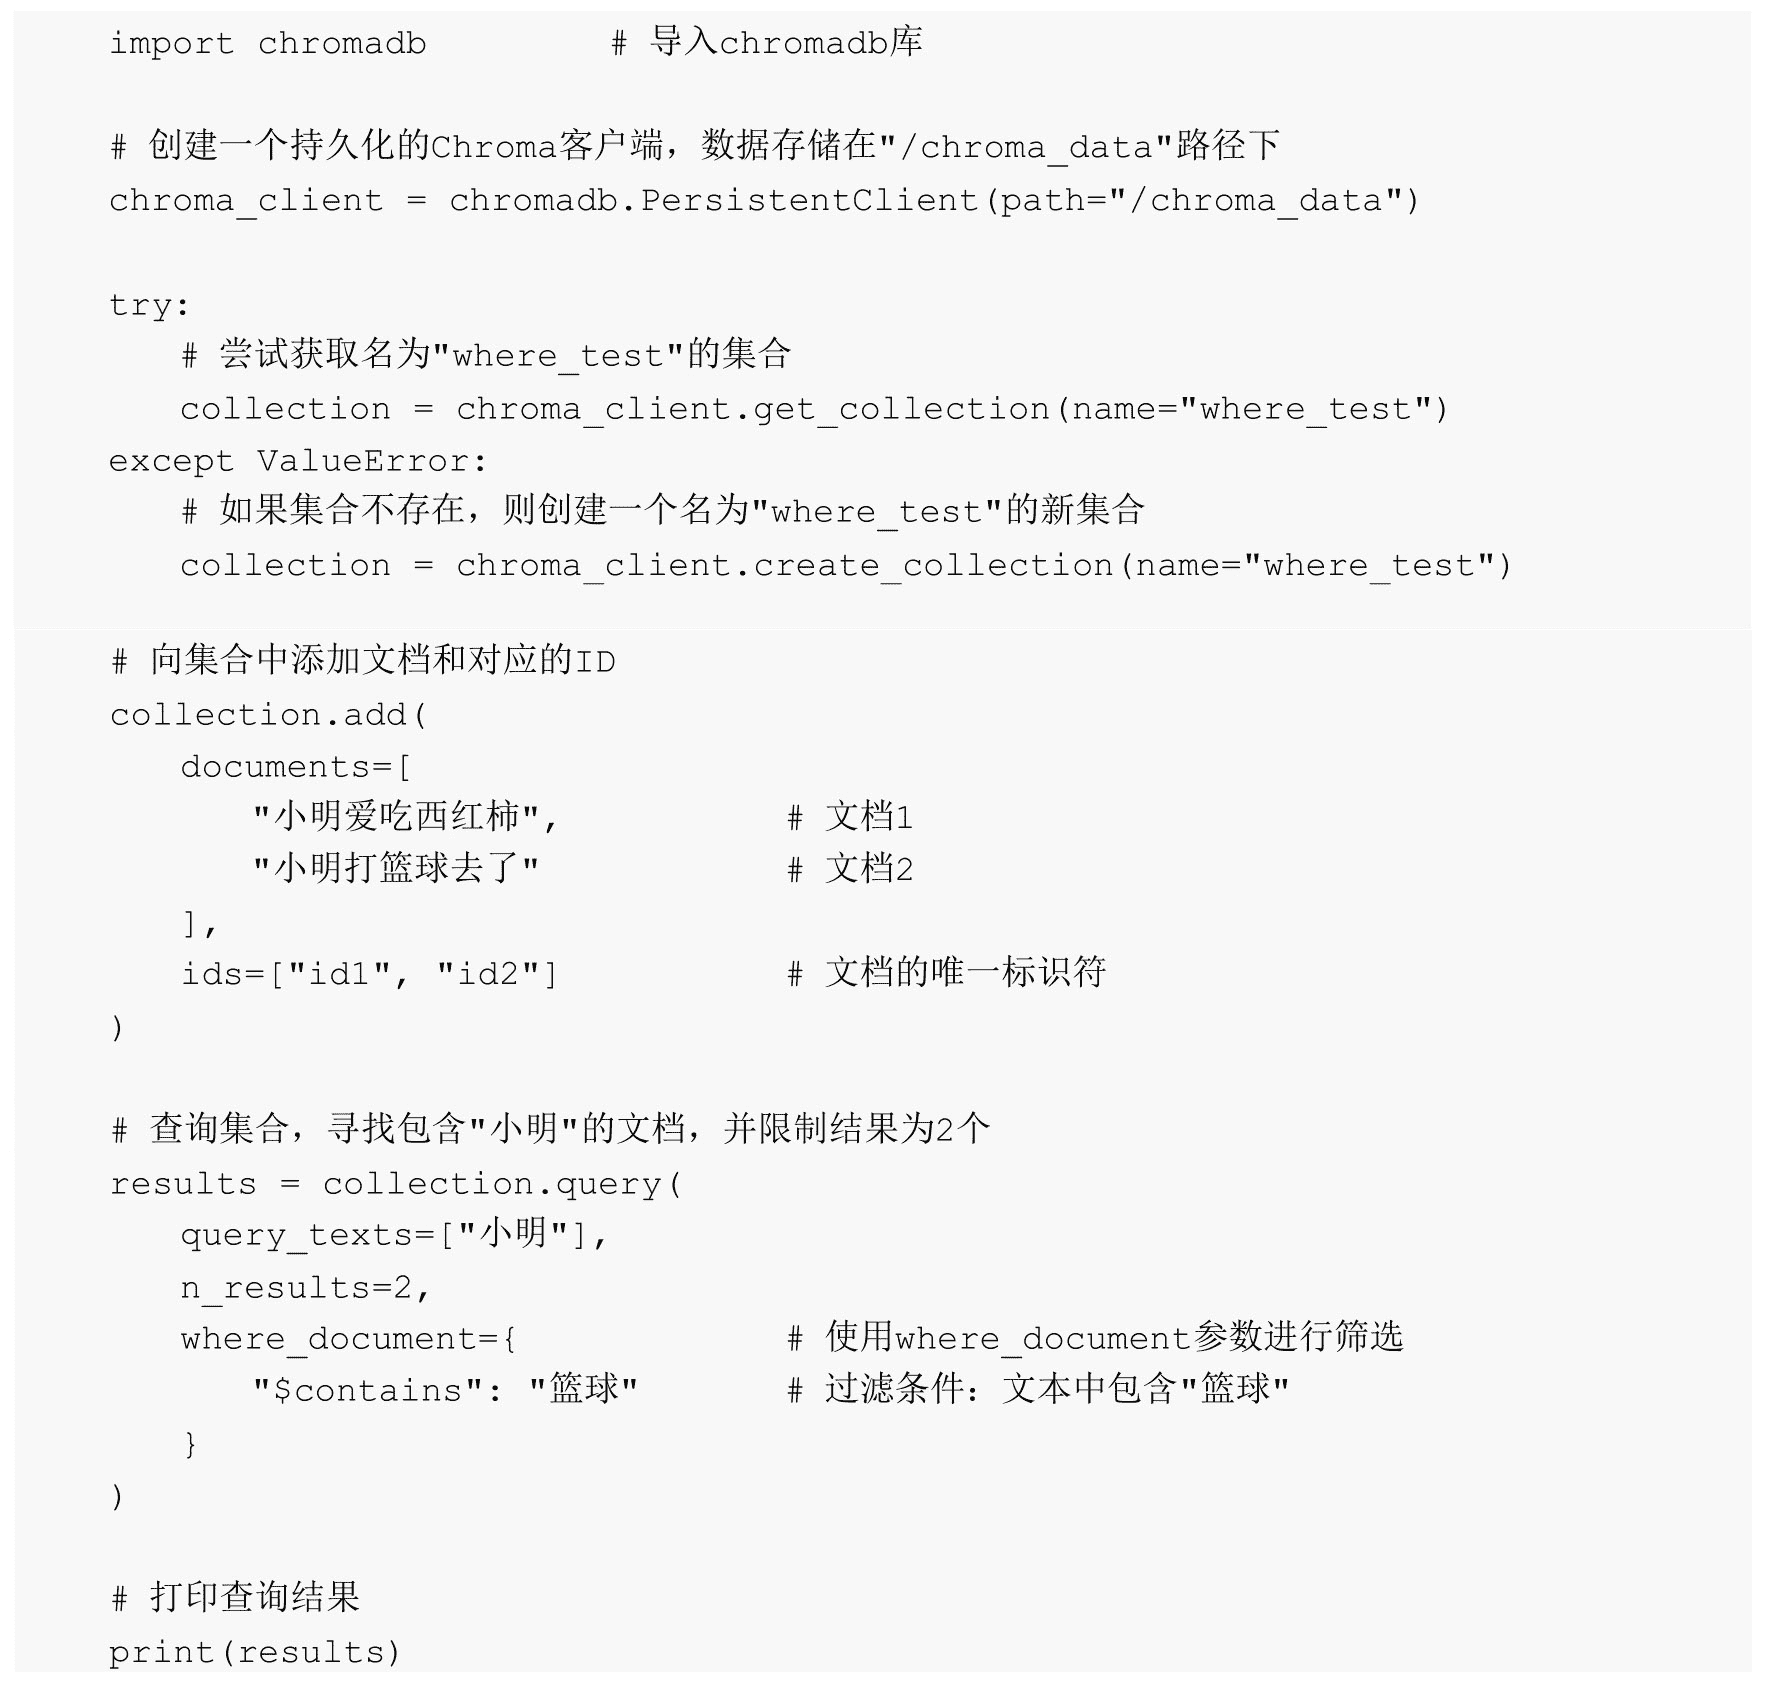 import chromadb         # 导入chromadb库
# 创建一个持久化的Chroma客户端，数据存储在"/chroma_data"路径下
chroma_client = chromadb.PersistentClient(path="/chroma_data")
try:
    # 尝试获取名为"where_test"的集合
    collection = chroma_client.get_collection(name="where_test")
except ValueError:
    # 如果集合不存在，则创建一个名为"where_test"的新集合
    collection = chroma_client.create_collection(name="where_test")
# 向集合中添加文档和对应的ID
collection.add(
    documents=[
        "小明爱吃西红柿",            # 文档1
        "小明打篮球去了"             # 文档2
    ],
    ids=["id1", "id2"]           # 文档的唯一标识符
)
# 查询集合，寻找包含"小明"的文档，并限制结果为2个
results = collection.query(
    query_texts=["小明"],
    n_results=2,
    where_document={             # 使用where_document参数进行筛选
        "$contains": "篮球"       # 过滤条件：文本中包含"篮球"
    }
)
# 打印查询结果
print(results)